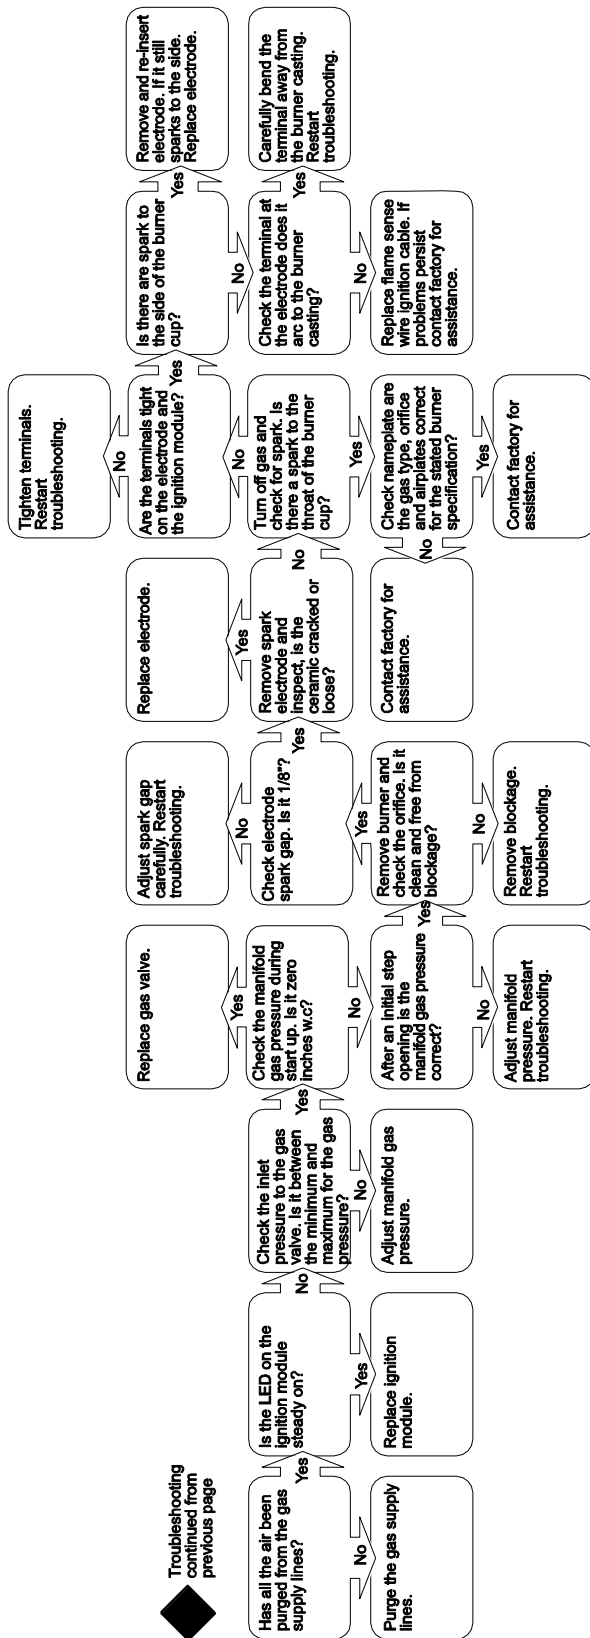 Troubleshooting
continued from
previous page
Has all the air been
purged from the gas
supply lines?
No
Purge the gas supply
lines.
Yes
Is the LED on the
ignition module
steady on?
Yes
Replace ignition
module.
No
Check the inlet
pressure to the gas
valve. Is it between
the minimum and
maximum for the gas
pressure?
No
Adjust manifold gas
pressure.
Yes
Check the manifold
gas pressure during
start up. Is it zero
inches w.c?
Yes
Replace gas valve.
No
After an initial step
opening is the
manifold gas pressure
correct?
No
Adjust manifold
pressure. Restart
troubleshooting.
Yes
Remove burner and
check the orifice. Is it
clean and free from
blockage?
No
Remove blockage.
Restart
troubleshooting.
Yes
Check electrode
spark gap. Is it 1/8"?
No
Adjust spark gap
carefully. Restart
troubleshooting.
Yes
Remove spark
electrode and
inspect, is the
ceramic cracked or
loose?
Yes
Replace electrode.
No
Turn off gas and
check for spark. Is
there a spark to the
throat of the burner
cup?
Yes
Check nameplate are
the gas type, orifice
and airplates correct
for the stated burner
specification?
No
Contact factory for
assistance.
Yes
Contact factory for
assistance.
No
Are the terminals tight
on the electrode and
the ignition module?
No
Tighten terminals.
Restart
troubleshooting.
Yes
Is there are spark to
the side of the burner
cup?
Yes
Remove and re-insert
electrode. If it still
sparks to the side.
Replace electrode.
No
Check the terminal at
the electrode does it
arc to the burner
casting?
Yes
Carefully bend the
terminal away from
the burner casting.
Restart
troubleshooting.
No
Replace flame sense
wire ignition cable. If
problems persist
contact factory for
assistance.